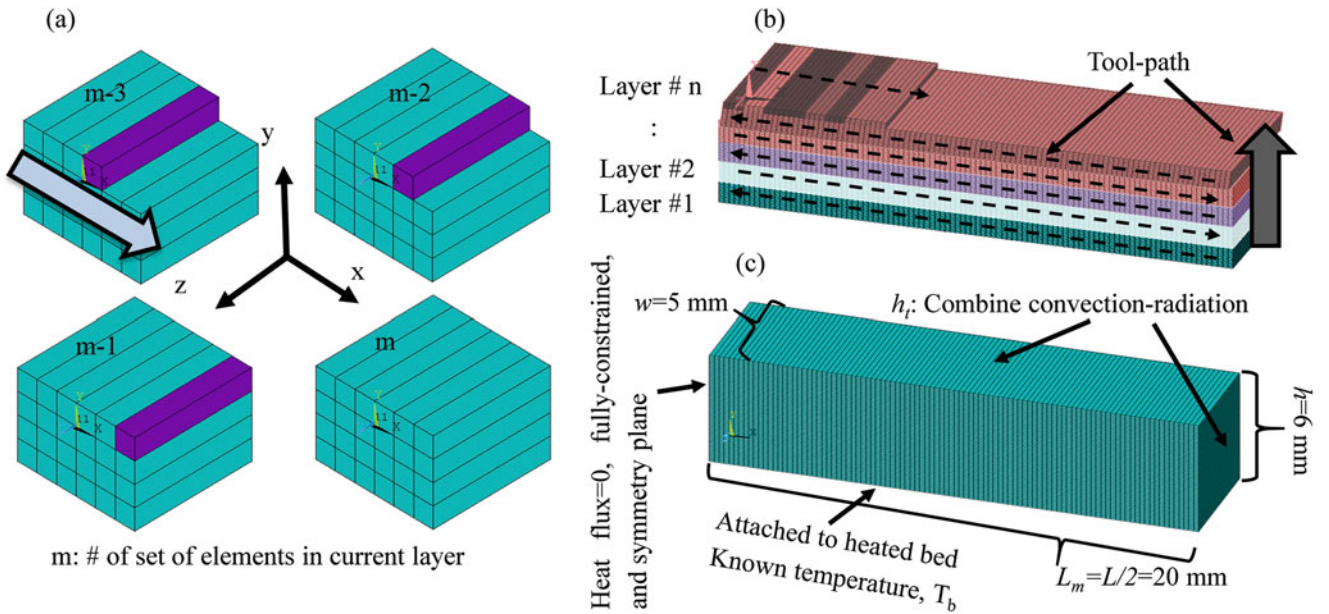 (a)
m-3
m-2
y
x
z
m-1
m
Y
11
X
m: # of set of elements in current layer
(b)
Tool-path
Layer # n
:
Layer #2
Layer #1
(c)
w=5 mm
h_t: Combine convection-radiation
h=6 mm
Heat flux=0, fully-constrained,
and symmetry plane
Attached to heated bed
Known temperature, T_b
L_m=L/2=20 mm